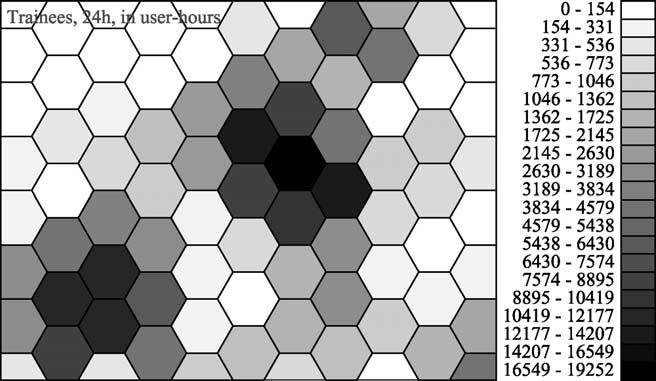 Trainees, 24h, in user-hours
0 - 154
154 - 331
331 - 536
536 - 773
773 - 1046
1046 - 1362
1362 - 1725
1725 - 2145
2145 - 2630
2630 - 3189
3189 - 3834
3834 - 4579
4579 - 5438
5438 - 6430
6430 - 7574
7574 - 8895
8895 - 10419
10419 - 12177
12177 - 14207
14207 - 16549
16549 - 19252